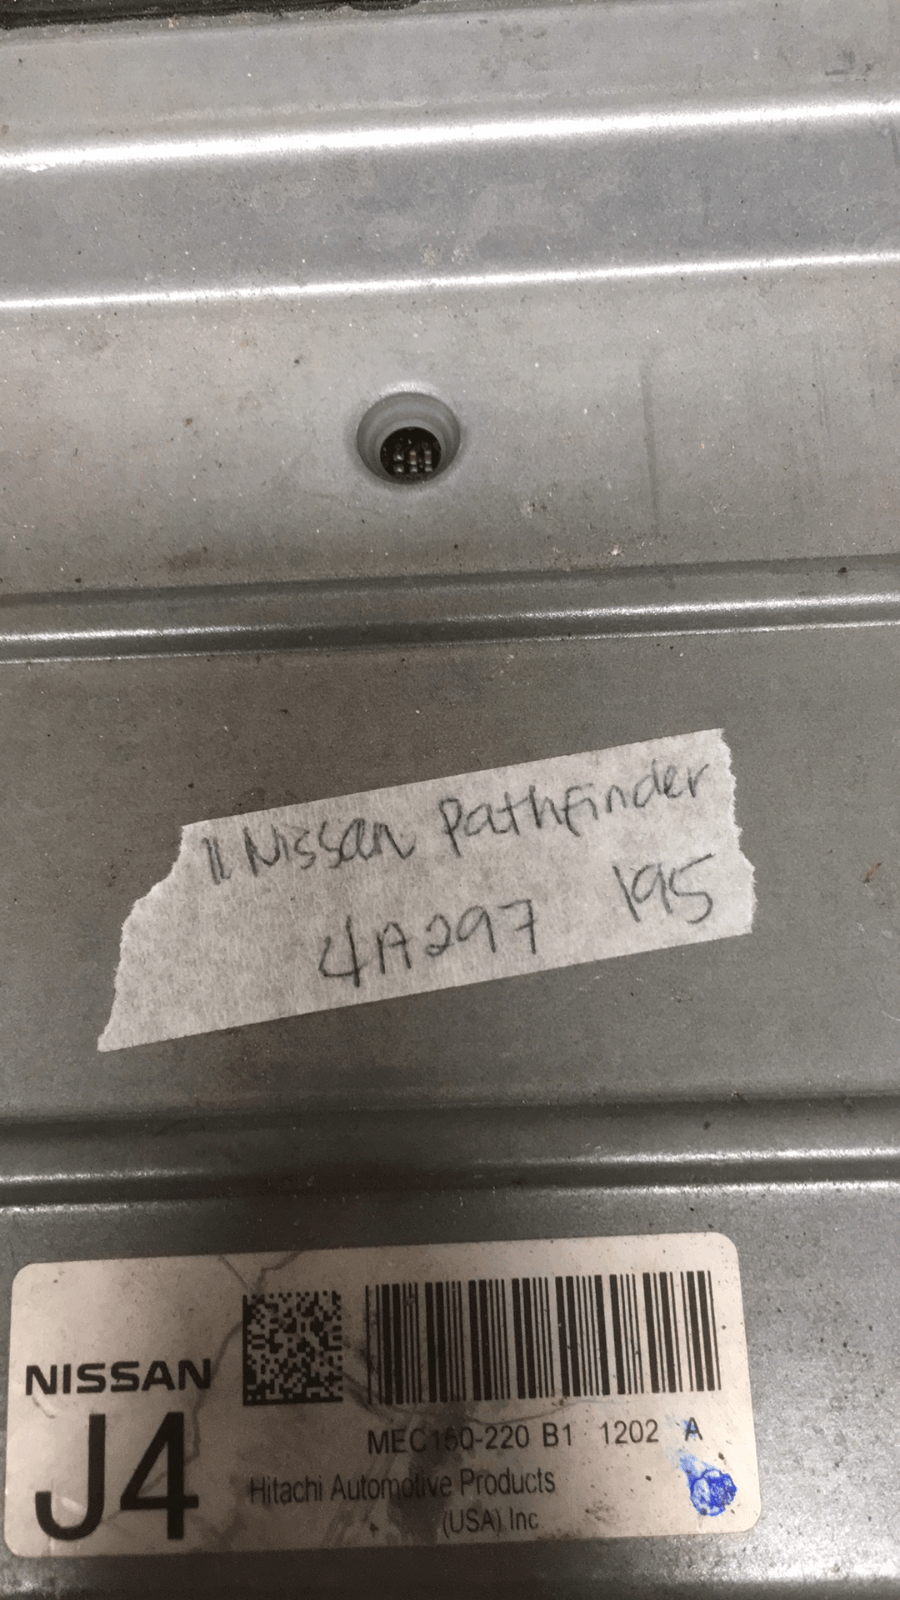 11 Nissan Pathfinder
4A297 195
NISSAN
J4
MEC160-220 B1 1202 A
Hitachi Automotive Products
(USA) Inc